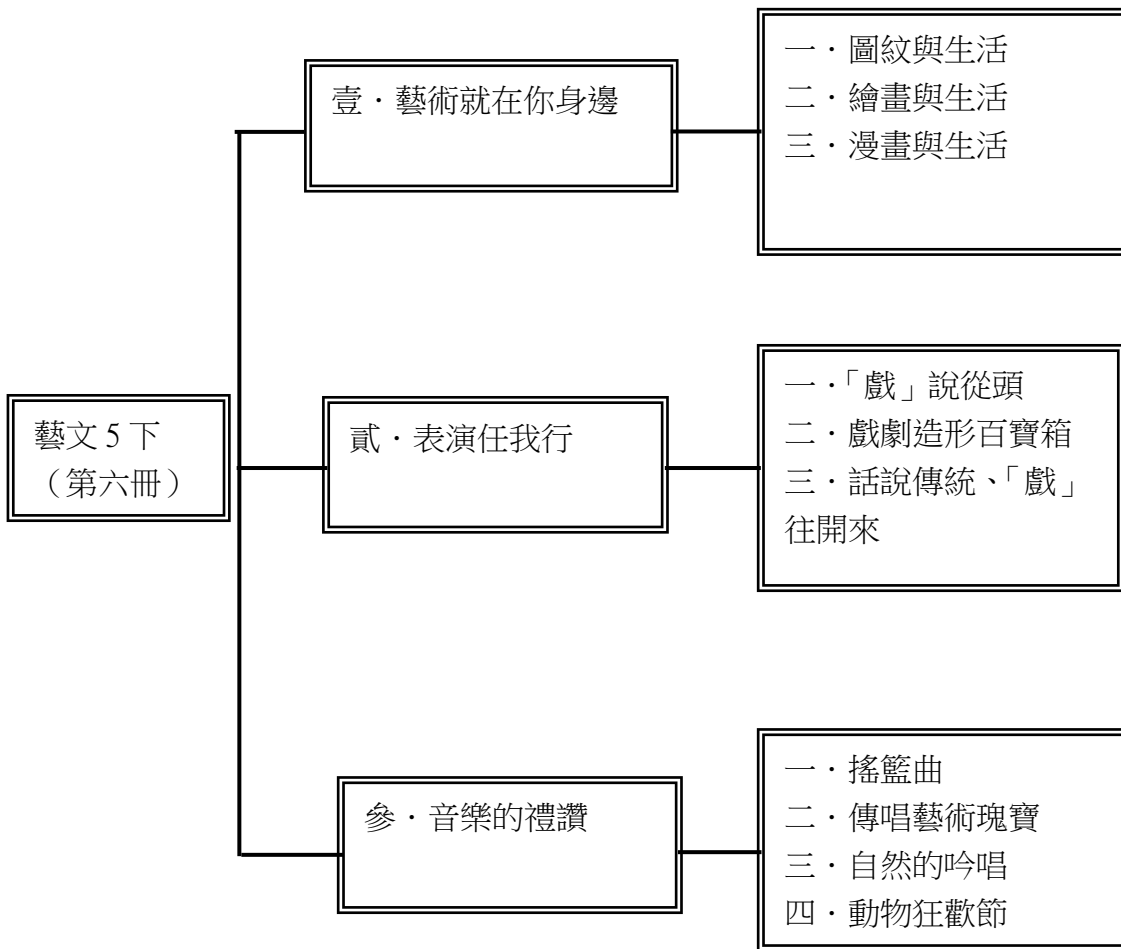 壹．藝術就在你身邊
一．圖紋與生活
二．繪畫與生活
三．漫畫與生活
藝文 5 下
（第六冊）
貳．表演任我行
一．「戲」說從頭
二．戲劇造形百寶箱
三．話說傳統、「戲」
往開來
參．音樂的禮讚
一．搖籃曲
二．傳唱藝術瑰寶
三．自然的吟唱
四．動物狂歡節